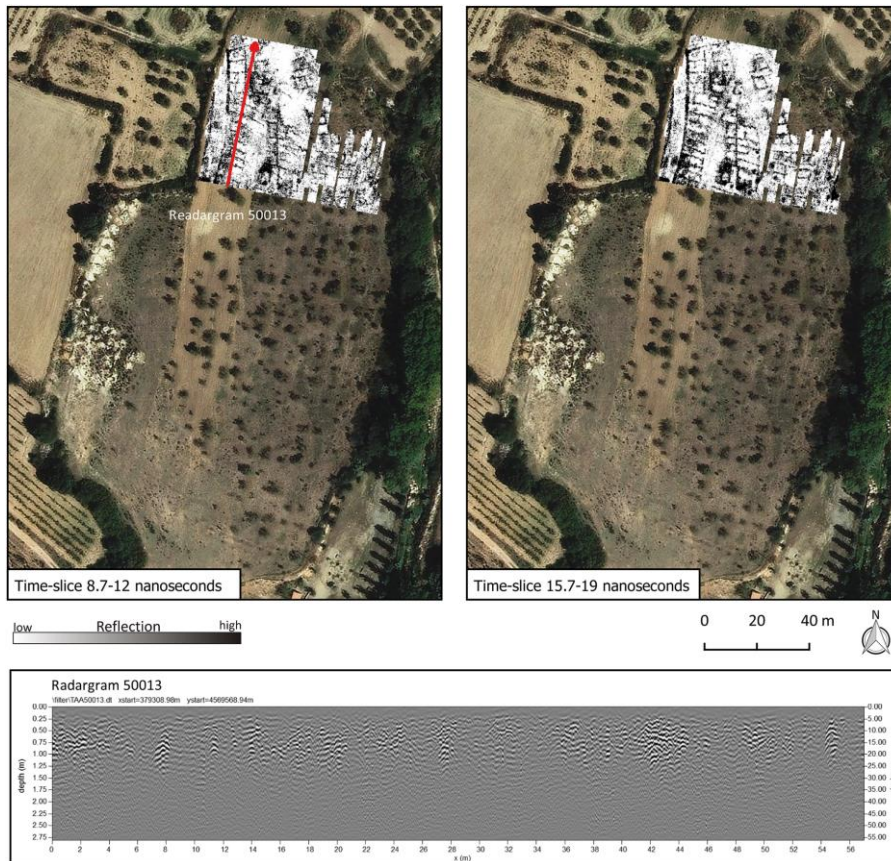 Readargram 50013
Time-slice 8.7-12 nanoseconds
Time-slice 15.7-19 nanoseconds
low Reflection high
0 20 40 m
N
Radargram 50013
\filter\TAA50013.dt xstart=379308.98m ystart=4569568.94m
0.00
0.25
0.50
0.75
1.00
1.25
1.50
1.75
2.00
2.25
2.50
2.75
depth (m)
0.00
5.00
10.00
15.00
20.00
25.00
30.00
35.00
40.00
45.00
50.00
55.00
0 2 4 6 8 10 12 14 16 18 20 22 24 26 28 30 32 34 36 38 40 42 44 46 48 50 52 54 56
x (m)